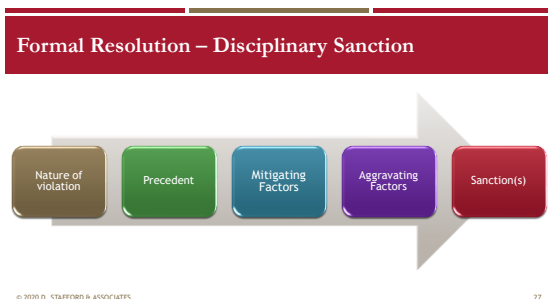 Formal Resolution – Disciplinary Sanction
Nature of
violation
Precedent
Mitigating
Factors
Aggravating
Factors
Sanction(s)
© 2020 D. STAFFORD & ASSOCIATES
27